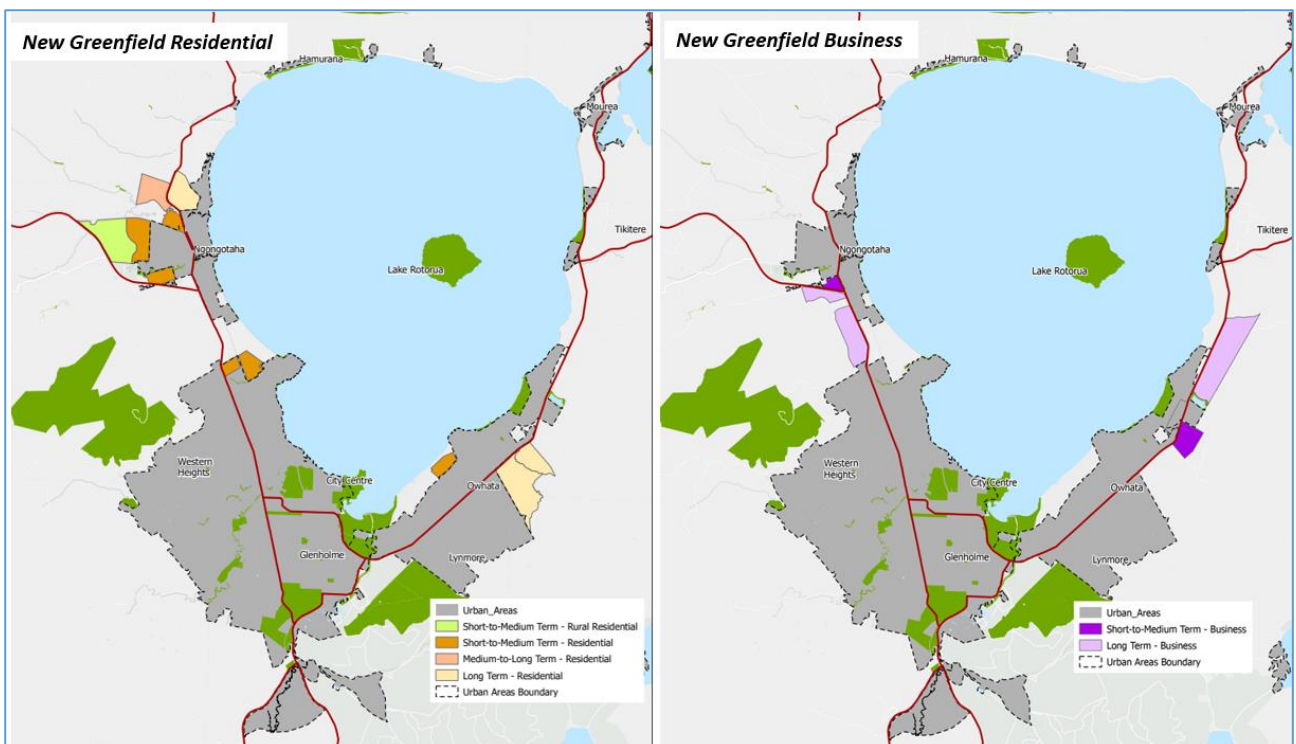 New Greenfield Residential
Hamurana
Mourea
Ngongotaha
Tikitere
Lake Rotorua
Western
Heights
City Centre
Owhata
Glenholme
Lynmore
Urban_Areas
Short-to-Medium Term - Rural Residential
Short-to-Medium Term - Residential
Medium-to-Long Term - Residential
Long Term - Residential
Urban Areas Boundary
New Greenfield Business
Hamurana
Mourea
Tikitere
Ngongotaha
Lake Rotorua
Western
Heights
City Centre
Owhata
Glenholme
Lynmore
Urban_Areas
Short-to-Medium Term - Business
Long Term - Business
Urban Areas Boundary